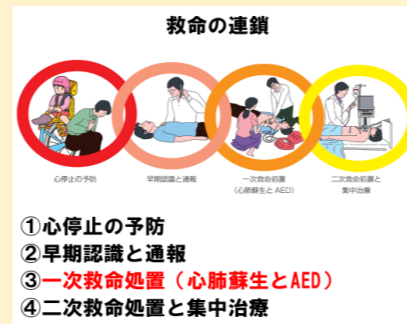 救命の連鎖
心停止の予防
早期認識と通報
一次救命処置
(心肺蘇生と AED)
二次救命処置と
集中治療
①心停止の予防
②早期認識と通報
③一次救命処置(心肺蘇生とAED)
④二次救命処置と集中治療